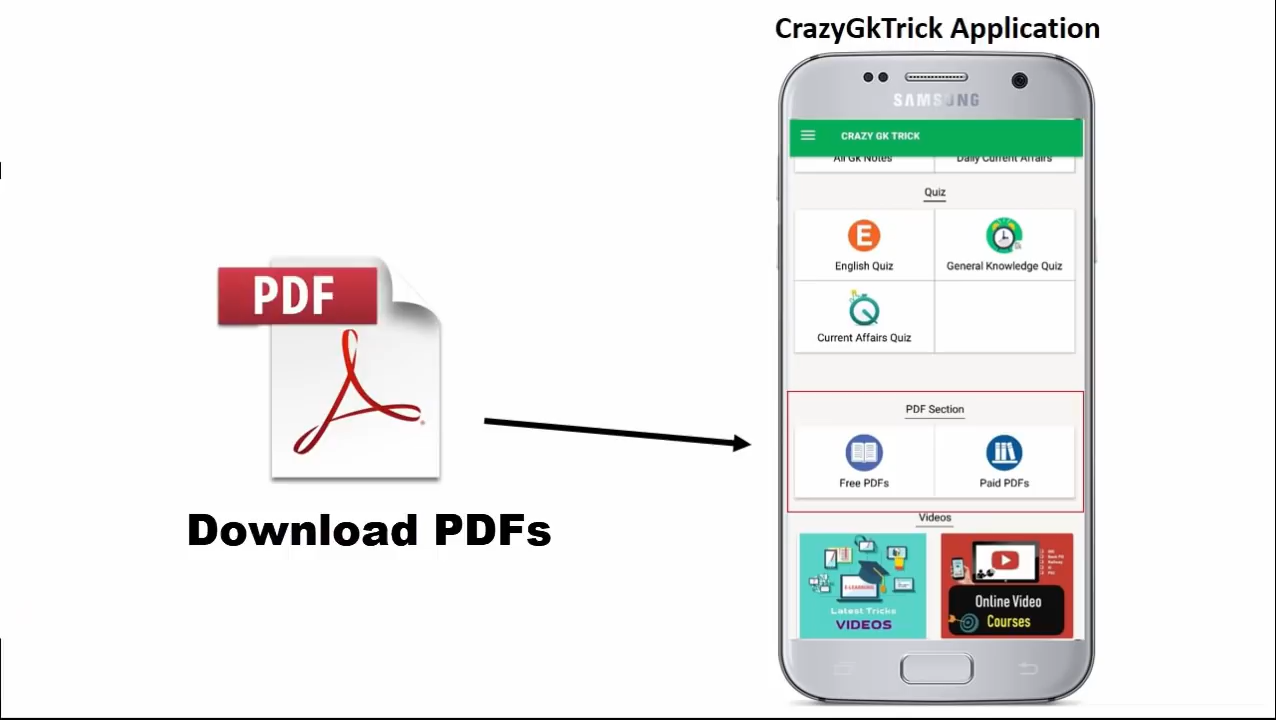 CrazyGkTrick Application
SAMSUNG
CRAZY GK TRICK
All Gk Notes
Daily Current Affairs
Quiz
E
English Quiz
General Knowledge Quiz
Current Affairs Quiz
PDF Section
Free PDFs
Paid PDFs
Videos
E-LEARNING
Latest Tricks
VIDEOS
Online Video
Courses
PDF
Download PDFs